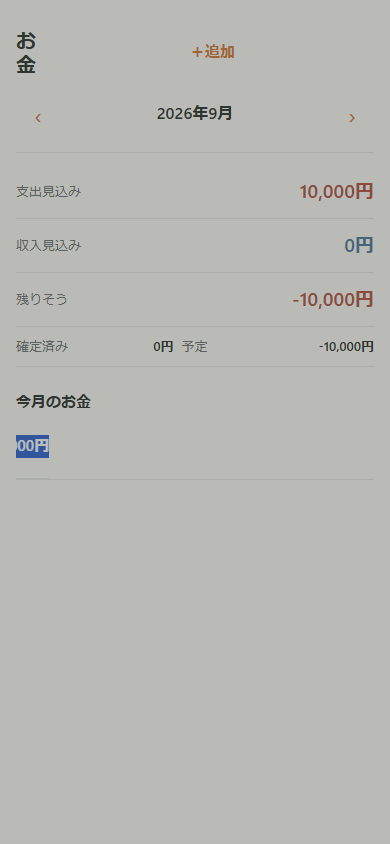 お金
＋追加
‹ 2026年9月 ›
支出見込み 10,000円
収入見込み 0円
残りそう -10,000円
確定済み 0円 予定 -10,000円
今月のお金
00円